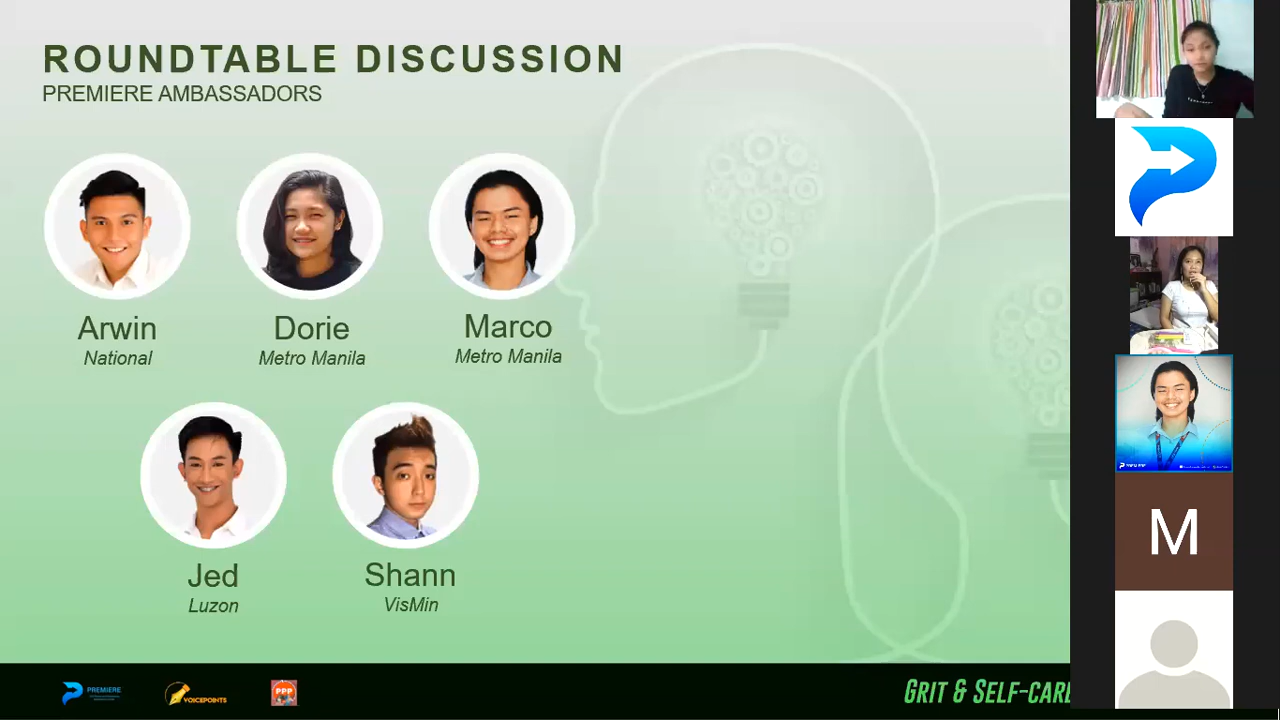 ROUNDTABLE DISCUSSION
PREMIERE AMBASSADORS
Arwin
National
Dorie
Metro Manila
Marco
Metro Manila
Jed
Luzon
Shann
VisMin
M
PREMIERE
VOICEPOINTS
PPP
GRIT & SELF-CARE